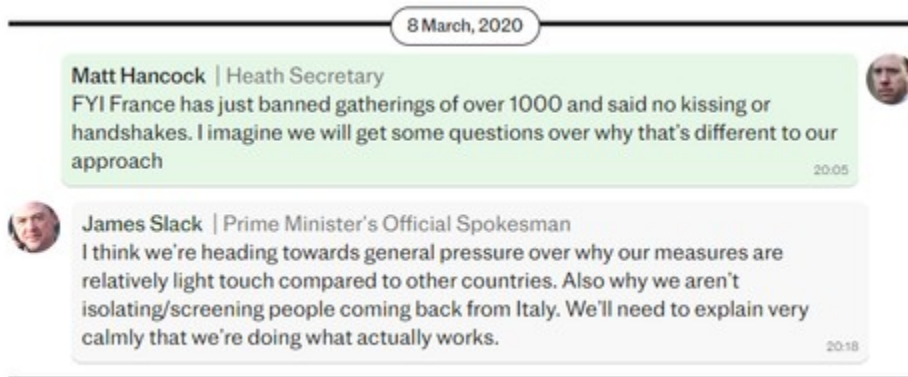 8 March, 2020
Matt Hancock | Heath Secretary
FYI France has just banned gatherings of over 1000 and said no kissing or
handshakes. I imagine we will get some questions over why that's different to our
approach
20:05
James Slack | Prime Minister's Official Spokesman
I think we're heading towards general pressure over why our measures are
relatively light touch compared to other countries. Also why we aren't
isolating/screening people coming back from Italy. We'll need to explain very
calmly that we're doing what actually works.
20:18